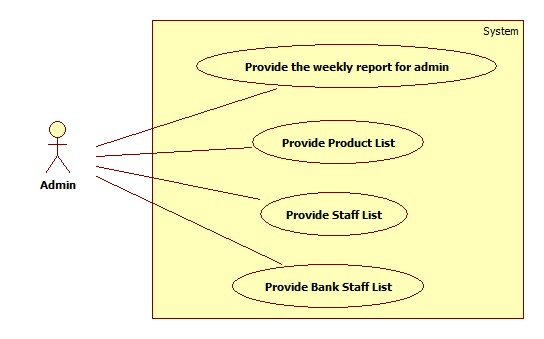 System
Provide the weekly report for admin
Provide Product List
Admin
Provide Staff List
Provide Bank Staff List